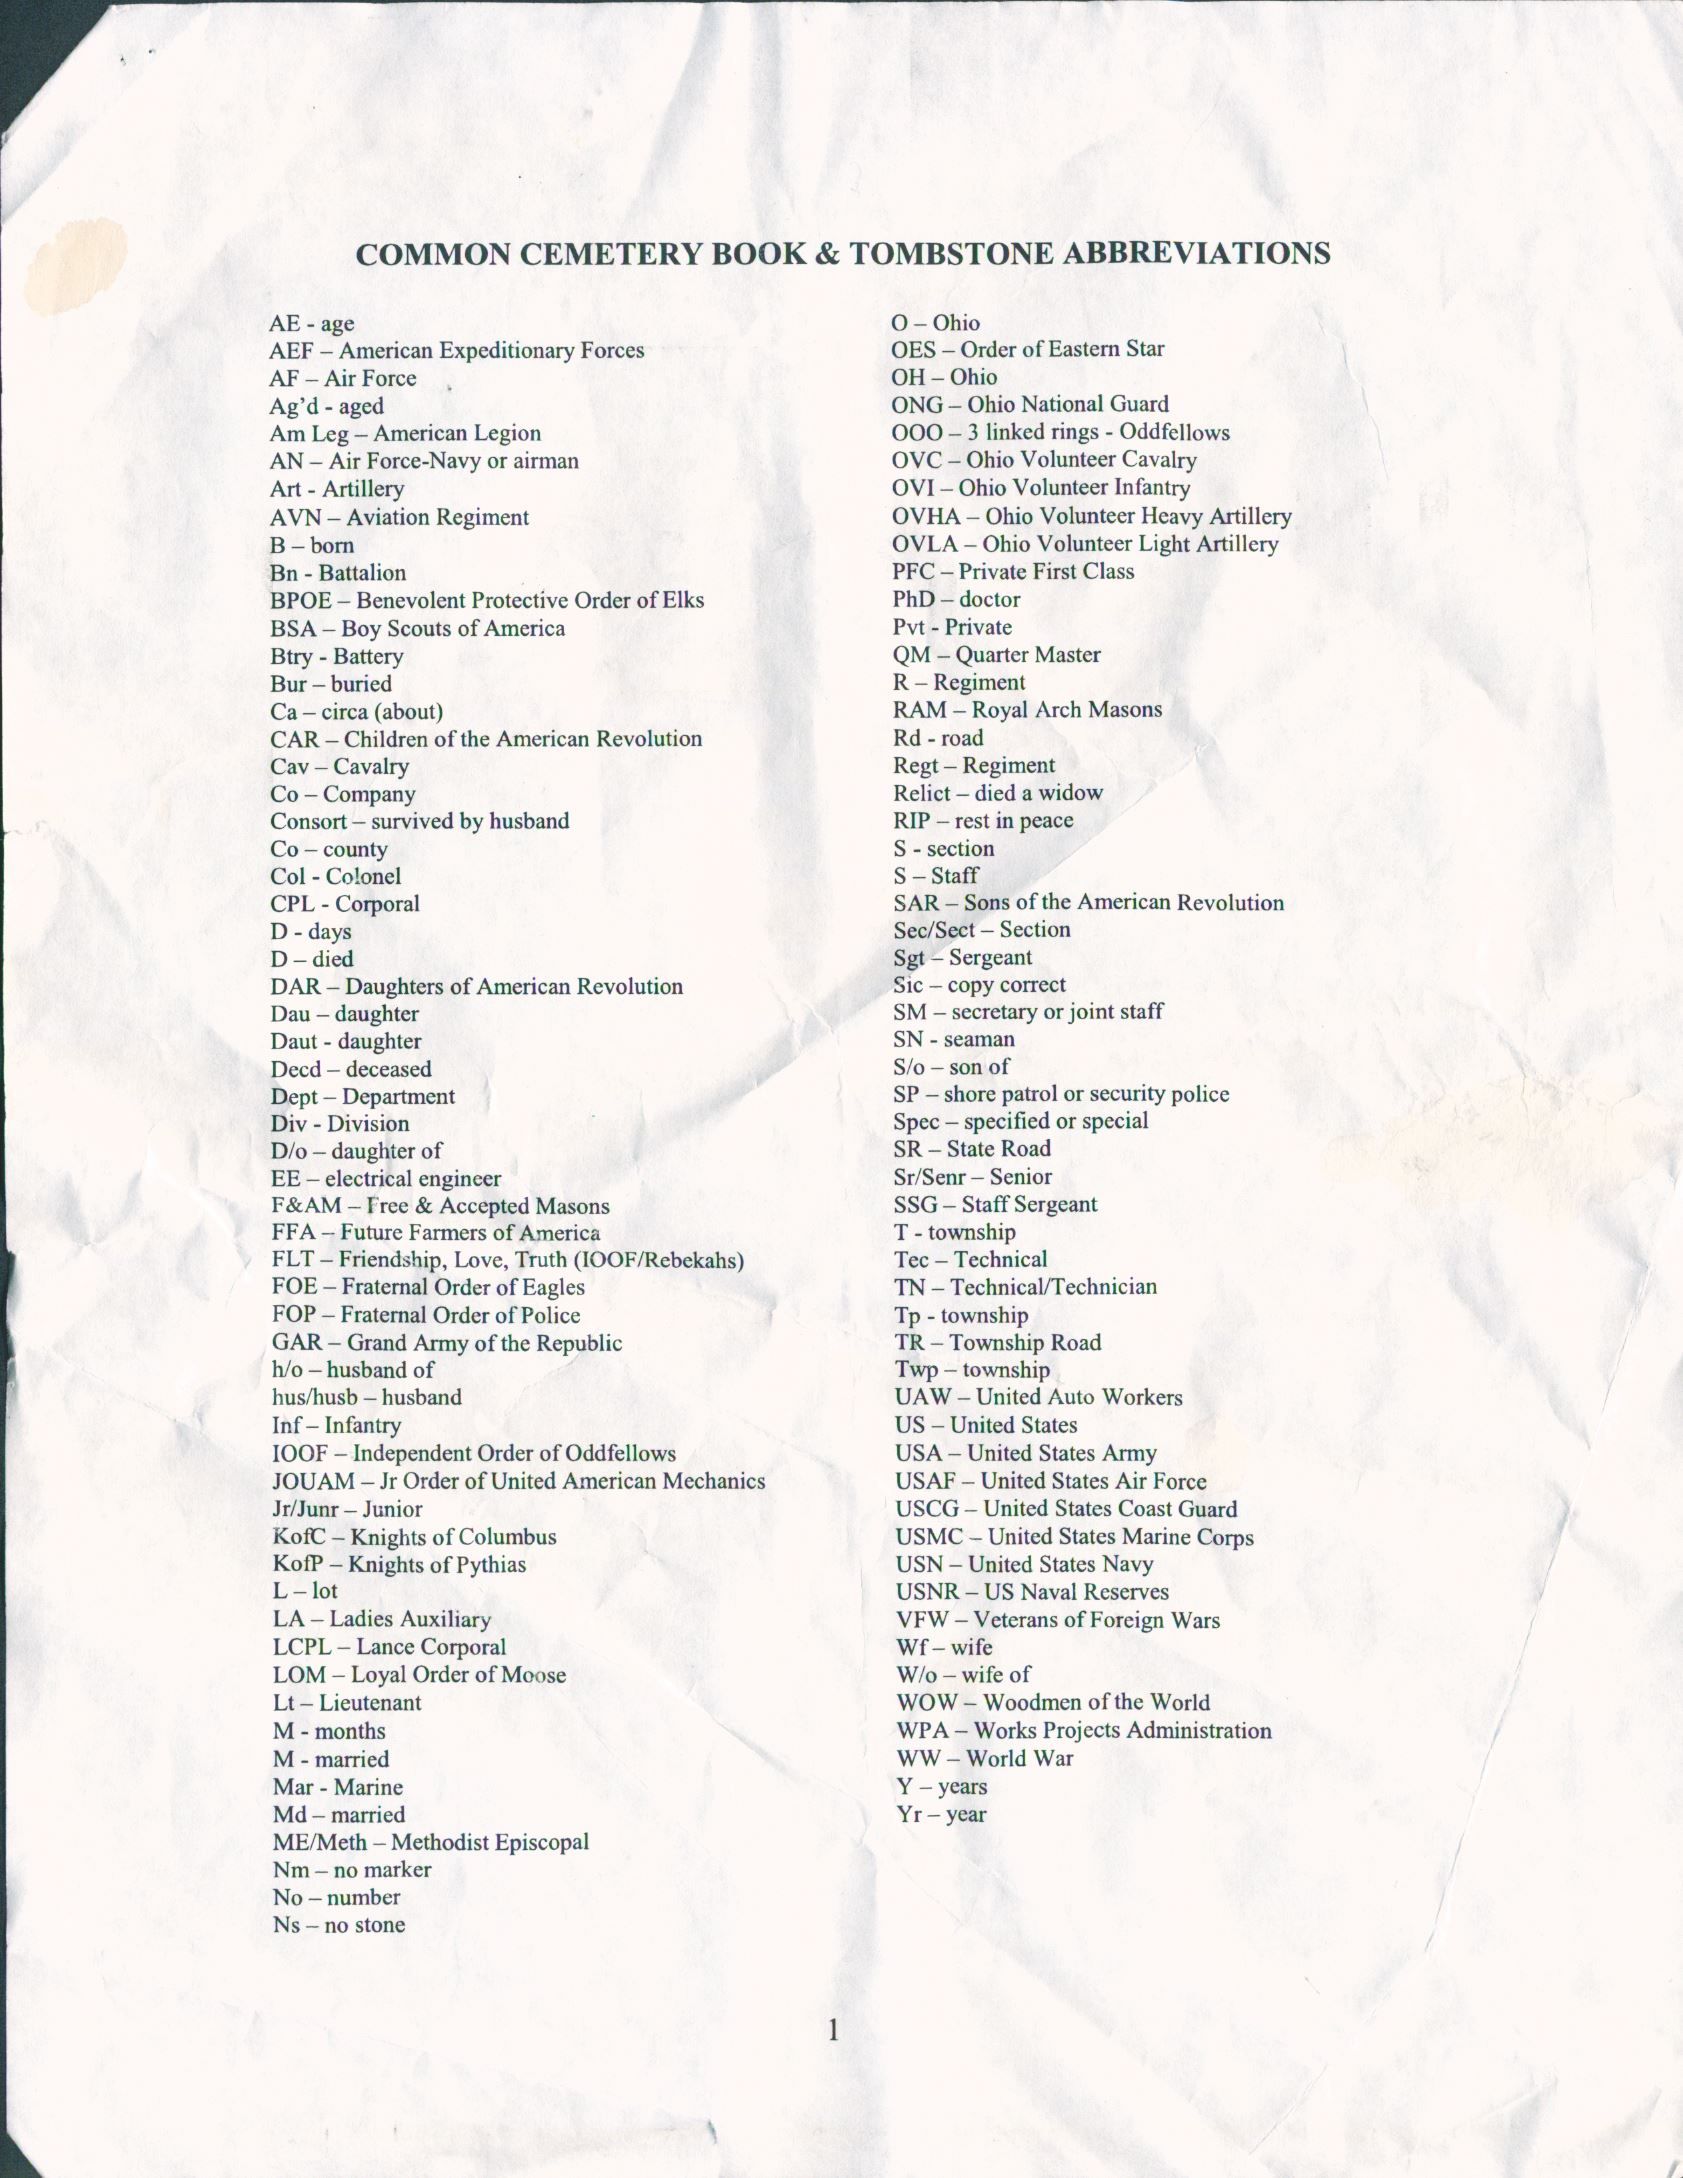 COMMON CEMETERY BOOK & TOMBSTONE ABBREVIATIONS
AE - age
AEF – American Expeditionary Forces
AF – Air Force
Ag’d - aged
Am Leg – American Legion
AN – Air Force-Navy or airman
Art - Artillery
AVN – Aviation Regiment
B – born
Bn - Battalion
BPOE – Benevolent Protective Order of Elks
BSA – Boy Scouts of America
Btry - Battery
Bur – buried
Ca – circa (about)
CAR – Children of the American Revolution
Cav – Cavalry
Co – Company
Consort – survived by husband
Co – county
Col - Colonel
CPL - Corporal
D - days
D – died
DAR – Daughters of American Revolution
Dau – daughter
Daut - daughter
Decd – deceased
Dept – Department
Div - Division
D/o – daughter of
EE – electrical engineer
F&AM – Free & Accepted Masons
FFA – Future Farmers of America
FLT – Friendship, Love, Truth (IOOF/Rebekahs)
FOE – Fraternal Order of Eagles
FOP – Fraternal Order of Police
GAR – Grand Army of the Republic
h/o – husband of
hus/husb – husband
Inf – Infantry
IOOF – Independent Order of Oddfellows
JOUAM – Jr Order of United American Mechanics
Jr/Junr – Junior
KofC – Knights of Columbus
KofP – Knights of Pythias
L – lot
LA – Ladies Auxiliary
LCPL – Lance Corporal
LOM – Loyal Order of Moose
Lt – Lieutenant
M - months
M - married
Mar - Marine
Md – married
ME/Meth – Methodist Episcopal
Nm – no marker
No – number
Ns – no stone
O – Ohio
OES – Order of Eastern Star
OH – Ohio
ONG – Ohio National Guard
OOO – 3 linked rings - Oddfellows
OVC – Ohio Volunteer Cavalry
OVI – Ohio Volunteer Infantry
OVHA – Ohio Volunteer Heavy Artillery
OVLA – Ohio Volunteer Light Artillery
PFC – Private First Class
PhD – doctor
Pvt - Private
QM – Quarter Master
R – Regiment
RAM – Royal Arch Masons
Rd - road
Regt – Regiment
Relict – died a widow
RIP – rest in peace
S - section
S – Staff
SAR – Sons of the American Revolution
Sec/Sect – Section
Sgt – Sergeant
Sic – copy correct
SM – secretary or joint staff
SN - seaman
S/o – son of
SP – shore patrol or security police
Spec – specified or special
SR – State Road
Sr/Senr – Senior
SSG – Staff Sergeant
T - township
Tec – Technical
TN – Technical/Technician
Tp - township
TR – Township Road
Twp – township
UAW – United Auto Workers
US – United States
USA – United States Army
USAF – United States Air Force
USCG – United States Coast Guard
USMC – United States Marine Corps
USN – United States Navy
USNR – US Naval Reserves
VFW – Veterans of Foreign Wars
Wf – wife
W/o – wife of
WOW – Woodmen of the World
WPA – Works Projects Administration
WW – World War
Y – years
Yr – year
1